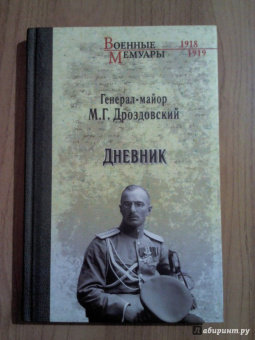 Военные 1918
Мемуары 1919
Генерал-майор
М.Г. Дроздовский
Дневник
Лабиринт.ру